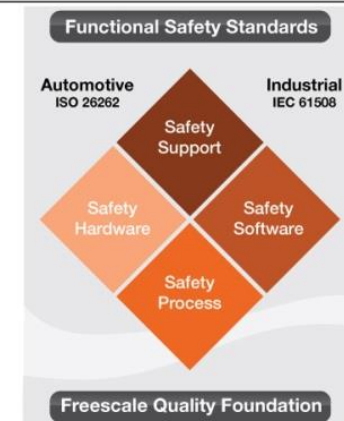 Functional Safety Standards
Automotive
ISO 26262
Industrial
IEC 61508
Safety
Support
Safety
Hardware
Safety
Software
Safety
Process
Freescale Quality Foundation